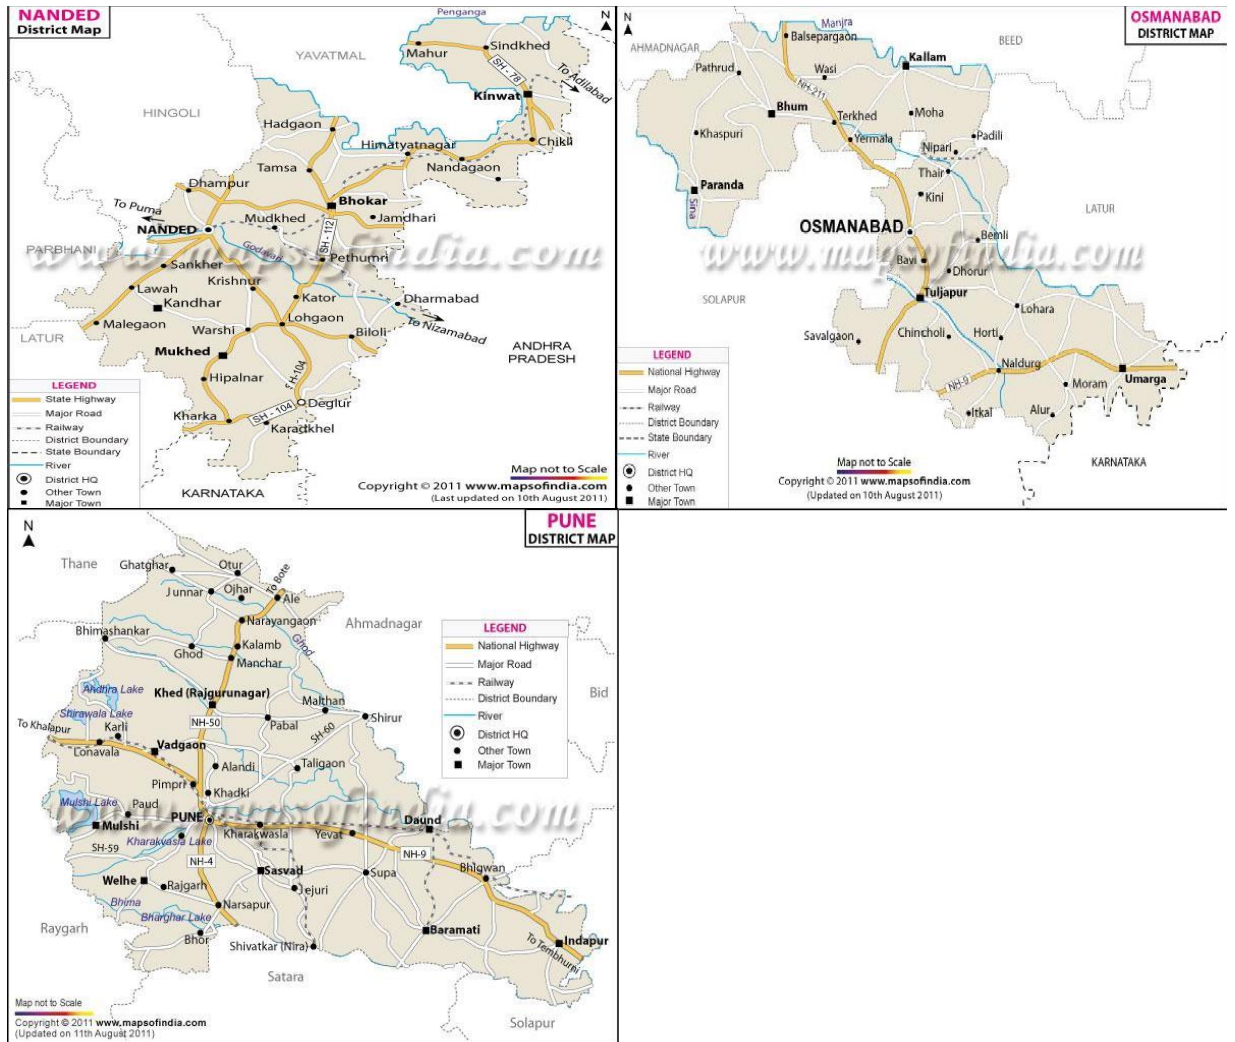 NANDED
District Map
N
Penganga
YAVATMAL
HINGOLI
PARBHANI
LATUR
ANDHRA
PRADESH
KARNATAKA
Mahur
Sindkhed
SH - 78
To Adilabad
Kinwat
Hadgaon
Himatyatnagar
Chikli
Tamsa
Nandagaon
Dhampur
Bhokar
To Purna
Mudkhed
Jamdhari
NANDED
SH - 112
Godavari
www.mapsofindia.com
Pethumri
Sankher
Lawah
Krishnur
Kator
Dharmabad
Kandhar
Malegaon
Warshi
Lohgaon
To Nizamabad
Biloli
Mukhed
Hipalnar
SH-104
Deglur
Kharka
SH - 104
Karadkhel
LEGEND
State Highway
Major Road
Railway
District Boundary
State Boundary
River
District HQ
Other Town
Major Town
Map not to Scale
Copyright © 2011 www.mapsofindia.com
(Last updated on 10th August 2011)
OSMANABAD
DISTRICT MAP
N
Manjra
AHMADNAGAR
BEED
LATUR
SOLAPUR
KARNATAKA
Balsepargaon
Pathrud
Wasi
Kallam
NH-211
Bhum
Terkhed
Moha
Khaspuri
Yermala
Padili
Nipari
Thair
Paranda
Kini
Sina
OSMANABAD
Bemli
www.mapsofindia.com
Bavi
Dhorur
Tuljapur
Lohara
Savalgaon
Chincholi
Horti
Naldurg
NH-9
Moram
Umarga
Itkal
Alur
LEGEND
National Highway
Major Road
Railway
District Boundary
State Boundary
River
District HQ
Other Town
Major Town
Map not to Scale
Copyright © 2011 www.mapsofindia.com
(Updated on 10th August 2011)
PUNE
DISTRICT MAP
N
Thane
Ahmadnagar
Bid
Raygarh
Satara
Solapur
Ghatghar
Otur
To Bote
Junnar
Ojhar
Ale
Narayangaon
Bhimashankar
Ghod
Kalamb
Ghod
Manchar
Andhra Lake
Khed (Rajgurunagar)
Malthan
Shirawala Lake
NH-50
Pabal
Shirur
To Khalapur
Karli
SH-60
Lonavala
Vadgaon
Alandi
Taligaon
Pimpri
Khadki
Mulshi Lake
Paud
www.mapsofindia.com
PUNE
Mulshi
Kharakwasla
Yevat
Daund
Kharakwasla Lake
SH-59
NH-4
NH-9
Bhigwan
Welhe
Rajgarh
Sasvad
Jejuri
Supa
Bhima
Narsapur
Bharghar Lake
Bhor
Shivatkar (Nira)
Baramati
Indapur
To Tembhurni
LEGEND
National Highway
Major Road
Railway
District Boundary
River
District HQ
Other Town
Major Town
Map not to Scale
Copyright © 2011 www.mapsofindia.com
(Updated on 11th August 2011)